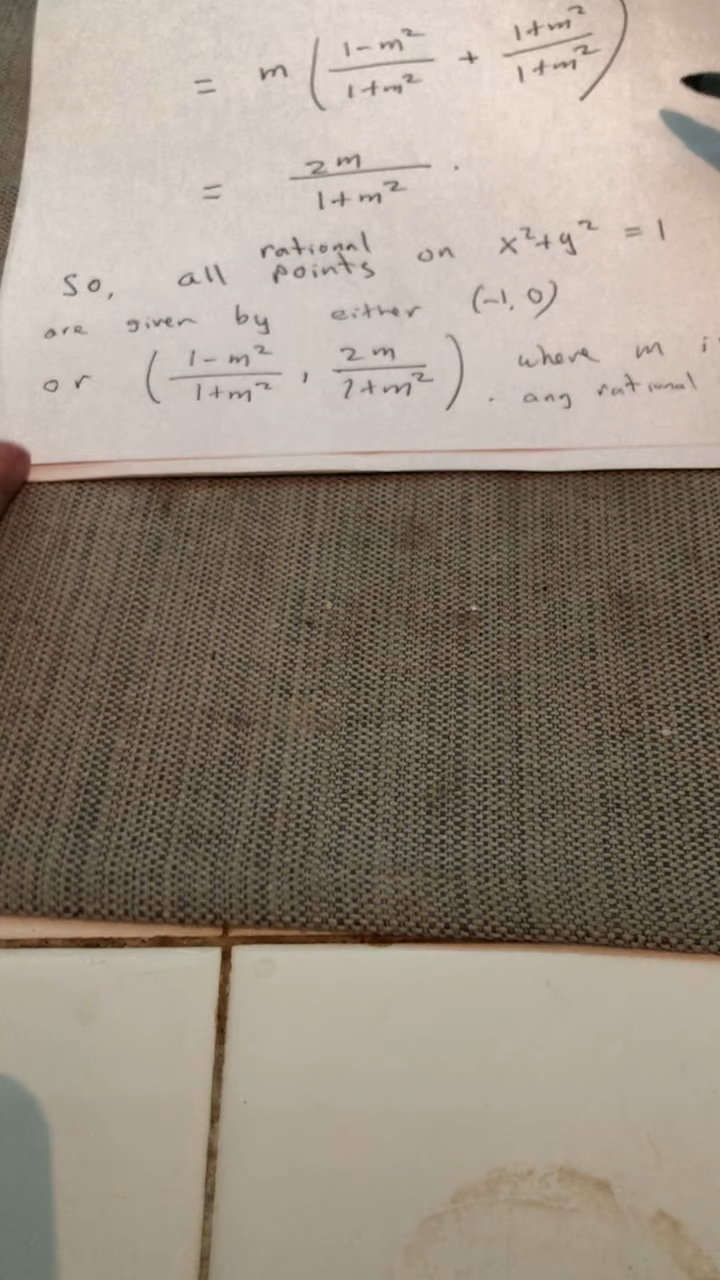 = m ( (1-m²)/(1+m²) + (1+m²)/(1+m²) )
= 2m/(1+m²) .
So, all rational points on x²+y² = 1
are given by either (-1, 0)
or ( (1-m²)/(1+m²) , (2m)/(1+m²) ) . where m i
any rational